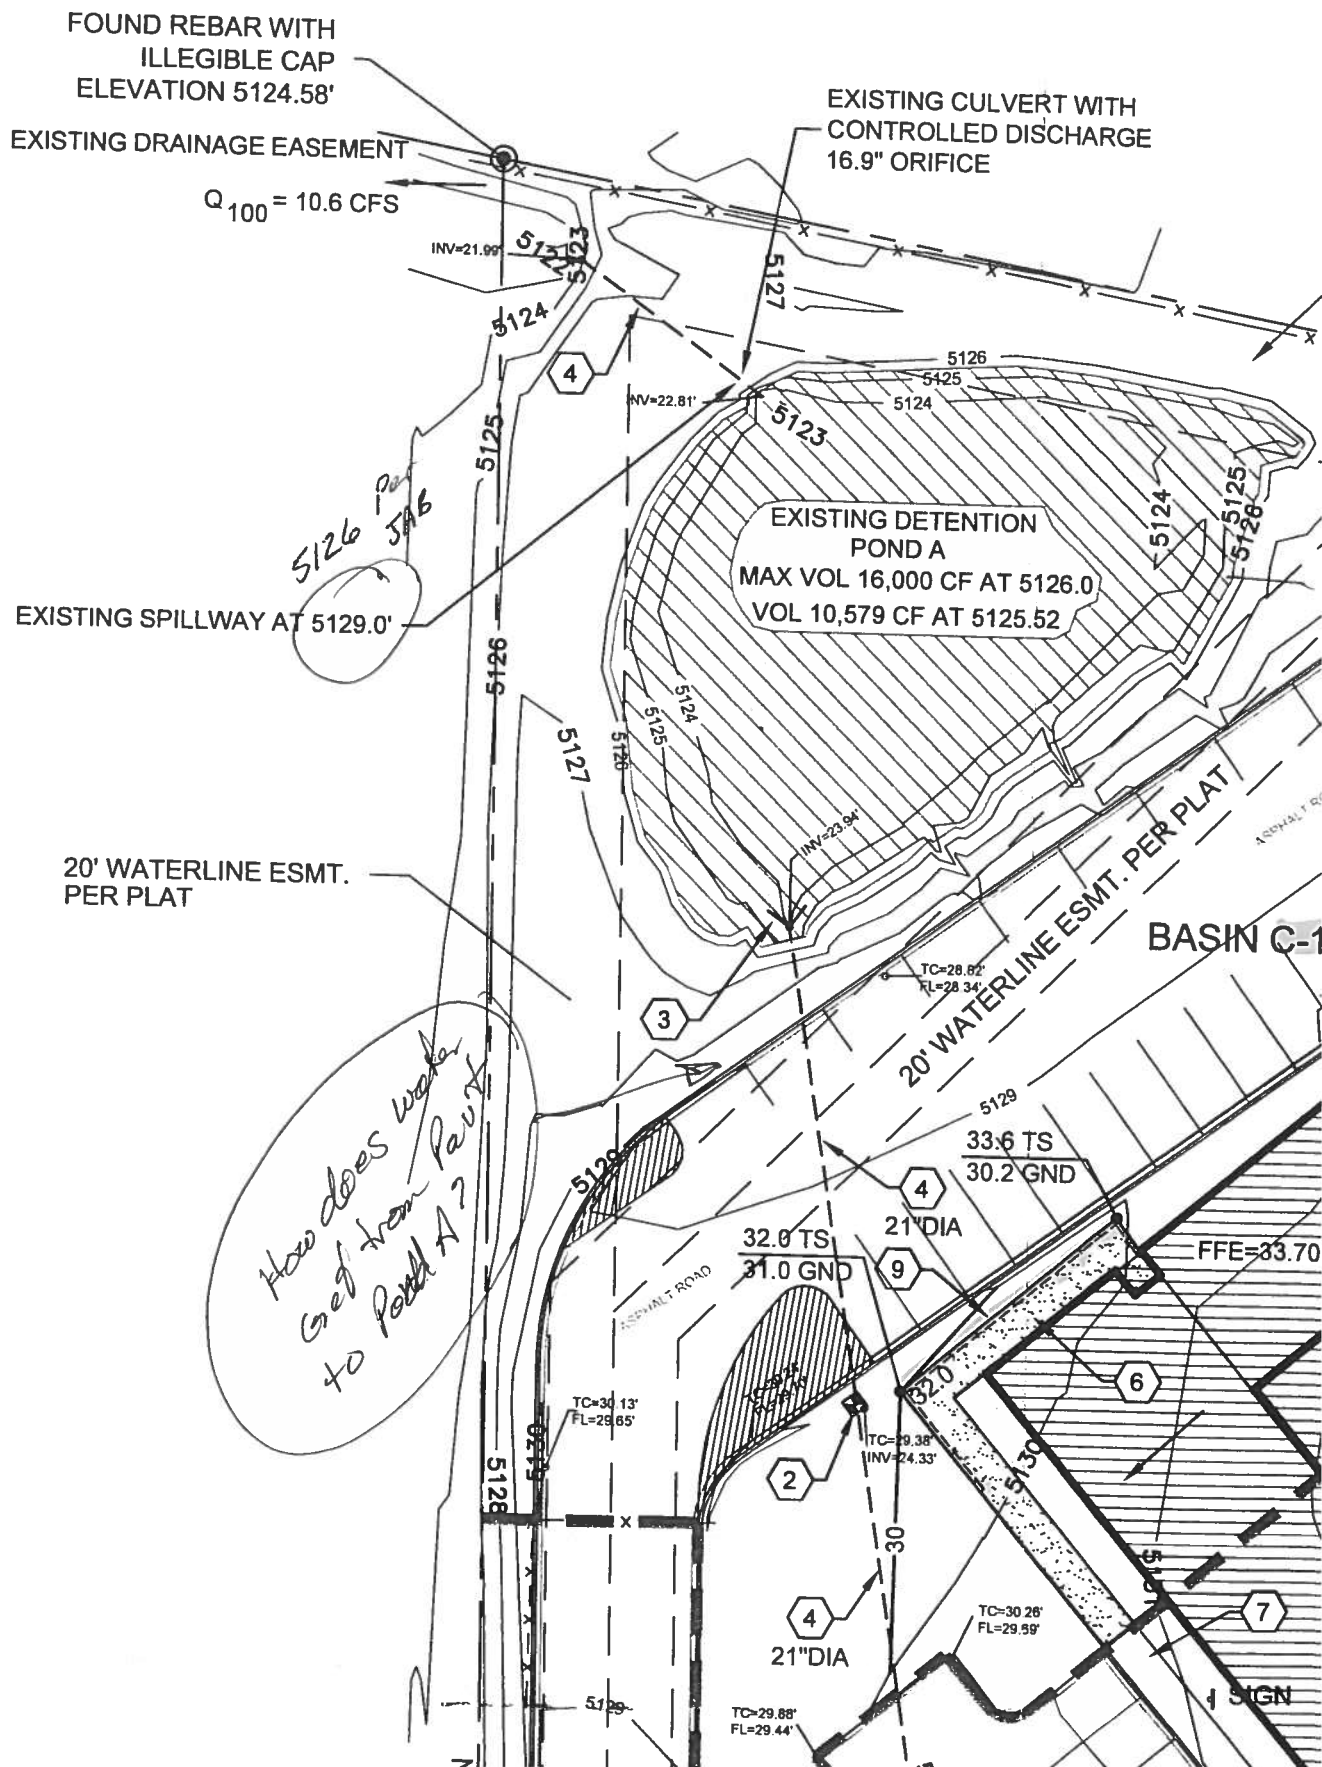 FOUND REBAR WITH
ILLEGIBLE CAP
ELEVATION 5124.58'
EXISTING DRAINAGE EASEMENT
Q100 = 10.6 CFS
EXISTING CULVERT WITH
CONTROLLED DISCHARGE
16.9" ORIFICE
INV=21.99'
5123
5127
5124
4
5126
5125
5124
INV=22.81'
5123
5125
5124
5125
5126
5126 Per
JAB
EXISTING DETENTION
POND A
MAX VOL 16,000 CF AT 5126.0
VOL 10,579 CF AT 5125.52
EXISTING SPILLWAY AT 5129.0'
5126
5127
5124
5125
5126
INV=23.94'
20' WATERLINE ESMT.
PER PLAT
20' WATERLINE ESMT. PER PLAT
BASIN C-1
TC=28.82'
FL=28.34'
3
5129
How does water
get from Pav't
to Pond A?
5129
33.6 TS
30.2 GND
4
21"DIA
32.0 TS
31.0 GND
9
FFE=33.70
ASPHALT ROAD
6
32.0
TC=30.13'
FL=29.65'
TC=29.38'
INV=24.33'
2
5128
5130
5130
30
4
21"DIA
TC=30.26'
FL=29.59'
7
SIGN
5129
TC=29.88'
FL=29.44'